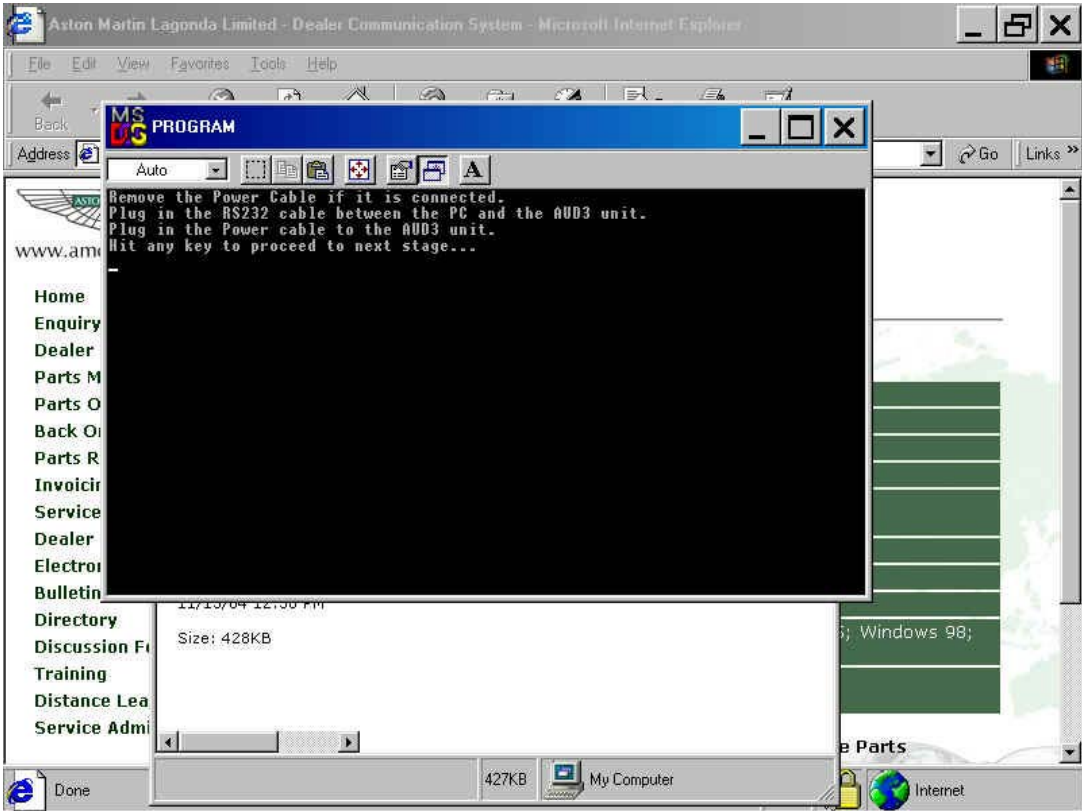 Aston Martin Lagonda Limited - Dealer Communication System - Microsoft Internet Explorer
File Edit View Favorites Tools Help
Back
MS PROGRAM
Address Go Links »
Auto A
Remove the Power Cable if it is connected.
Plug in the RS232 cable between the PC and the AUD3 unit.
Plug in the Power cable to the AUD3 unit.
Hit any key to proceed to next stage...
ASTO
www.am
Home
Enquiry
Dealer
Parts M
Parts O
Back O
Parts R
Invoicin
Service
Dealer
Electro
Bulletin
Directory
Discussion F
Training
Distance Lea
Service Admi
Size: 428KB
; Windows 98;
e Parts
427KB My Computer
Done Internet